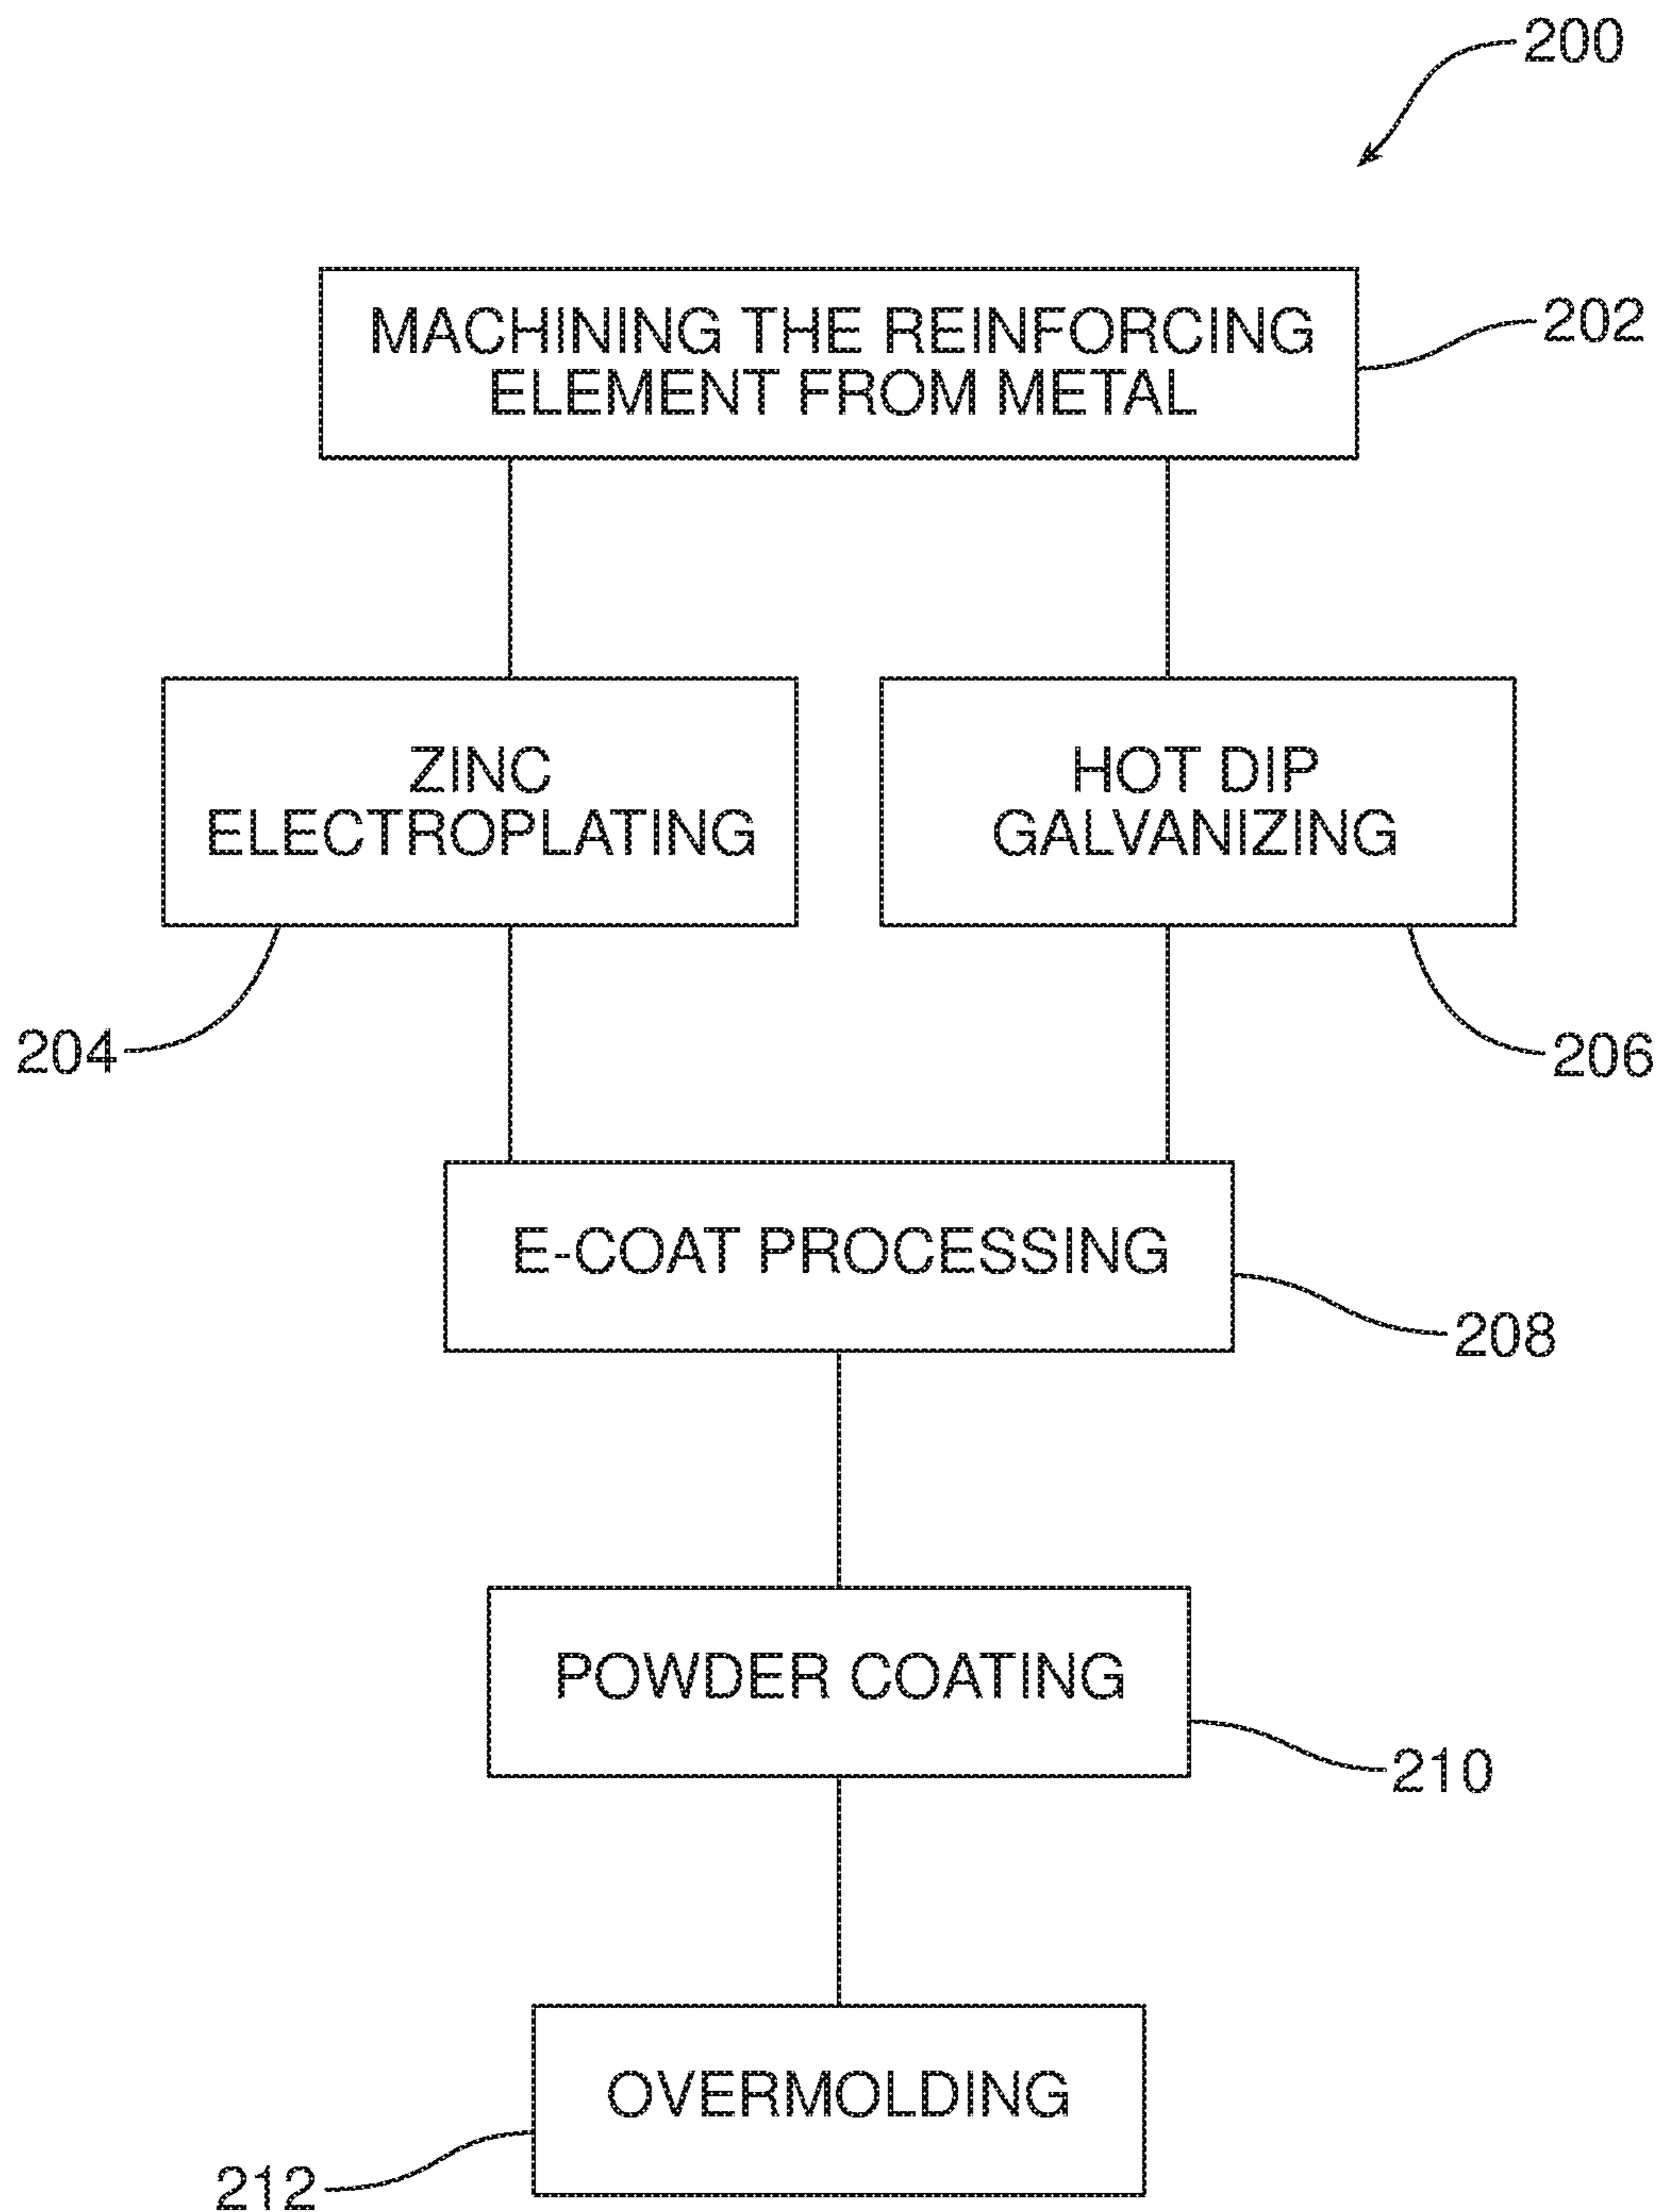 200
MACHINING THE REINFORCING
ELEMENT FROM METAL
202
ZINC
ELECTROPLATING
HOT DIP
GALVANIZING
204
206
E-COAT PROCESSING
208
POWDER COATING
210
OVERMOLDING
212